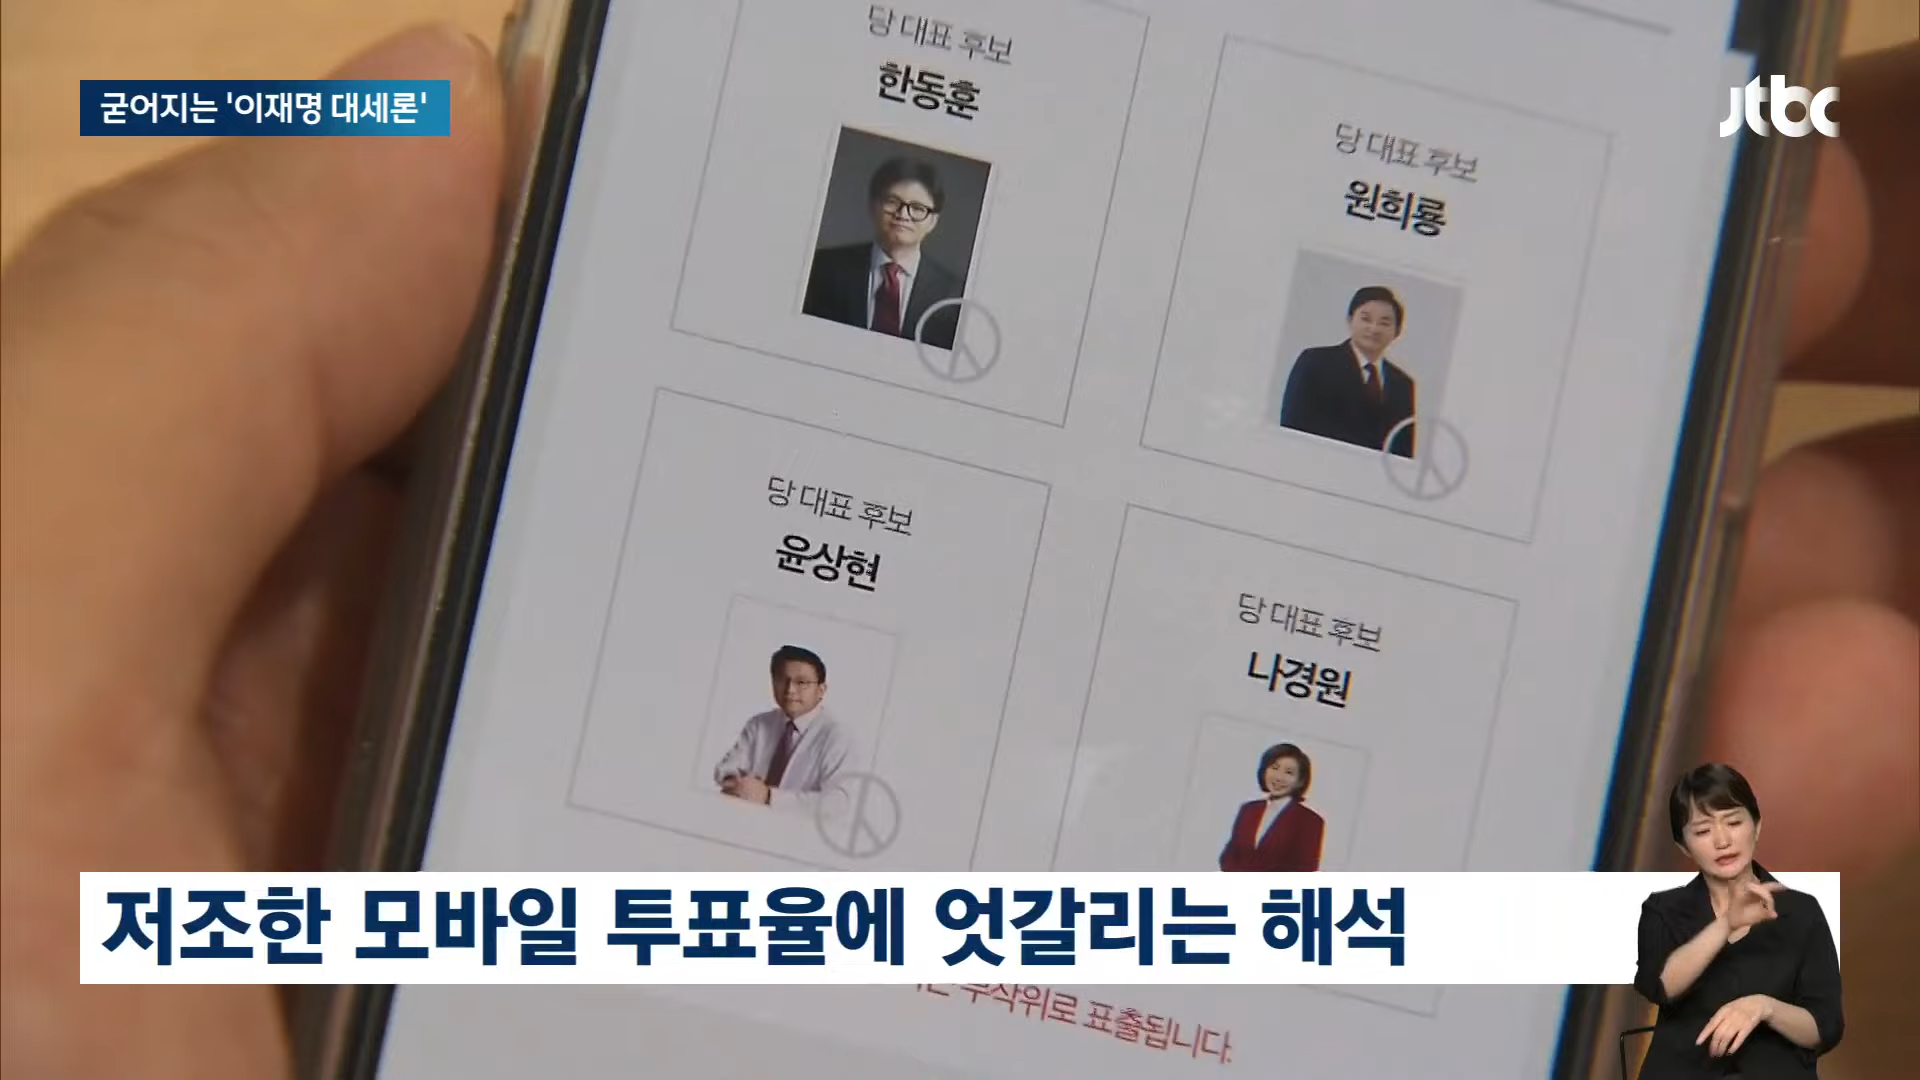 굳어지는 '이재명 대세론'
jtbc
당 대표 후보
한동훈
당 대표 후보
원희룡
당 대표 후보
윤상현
당 대표 후보
나경원
저조한 모바일 투표율에 엇갈리는 해석
무작위로 표출됩니다.